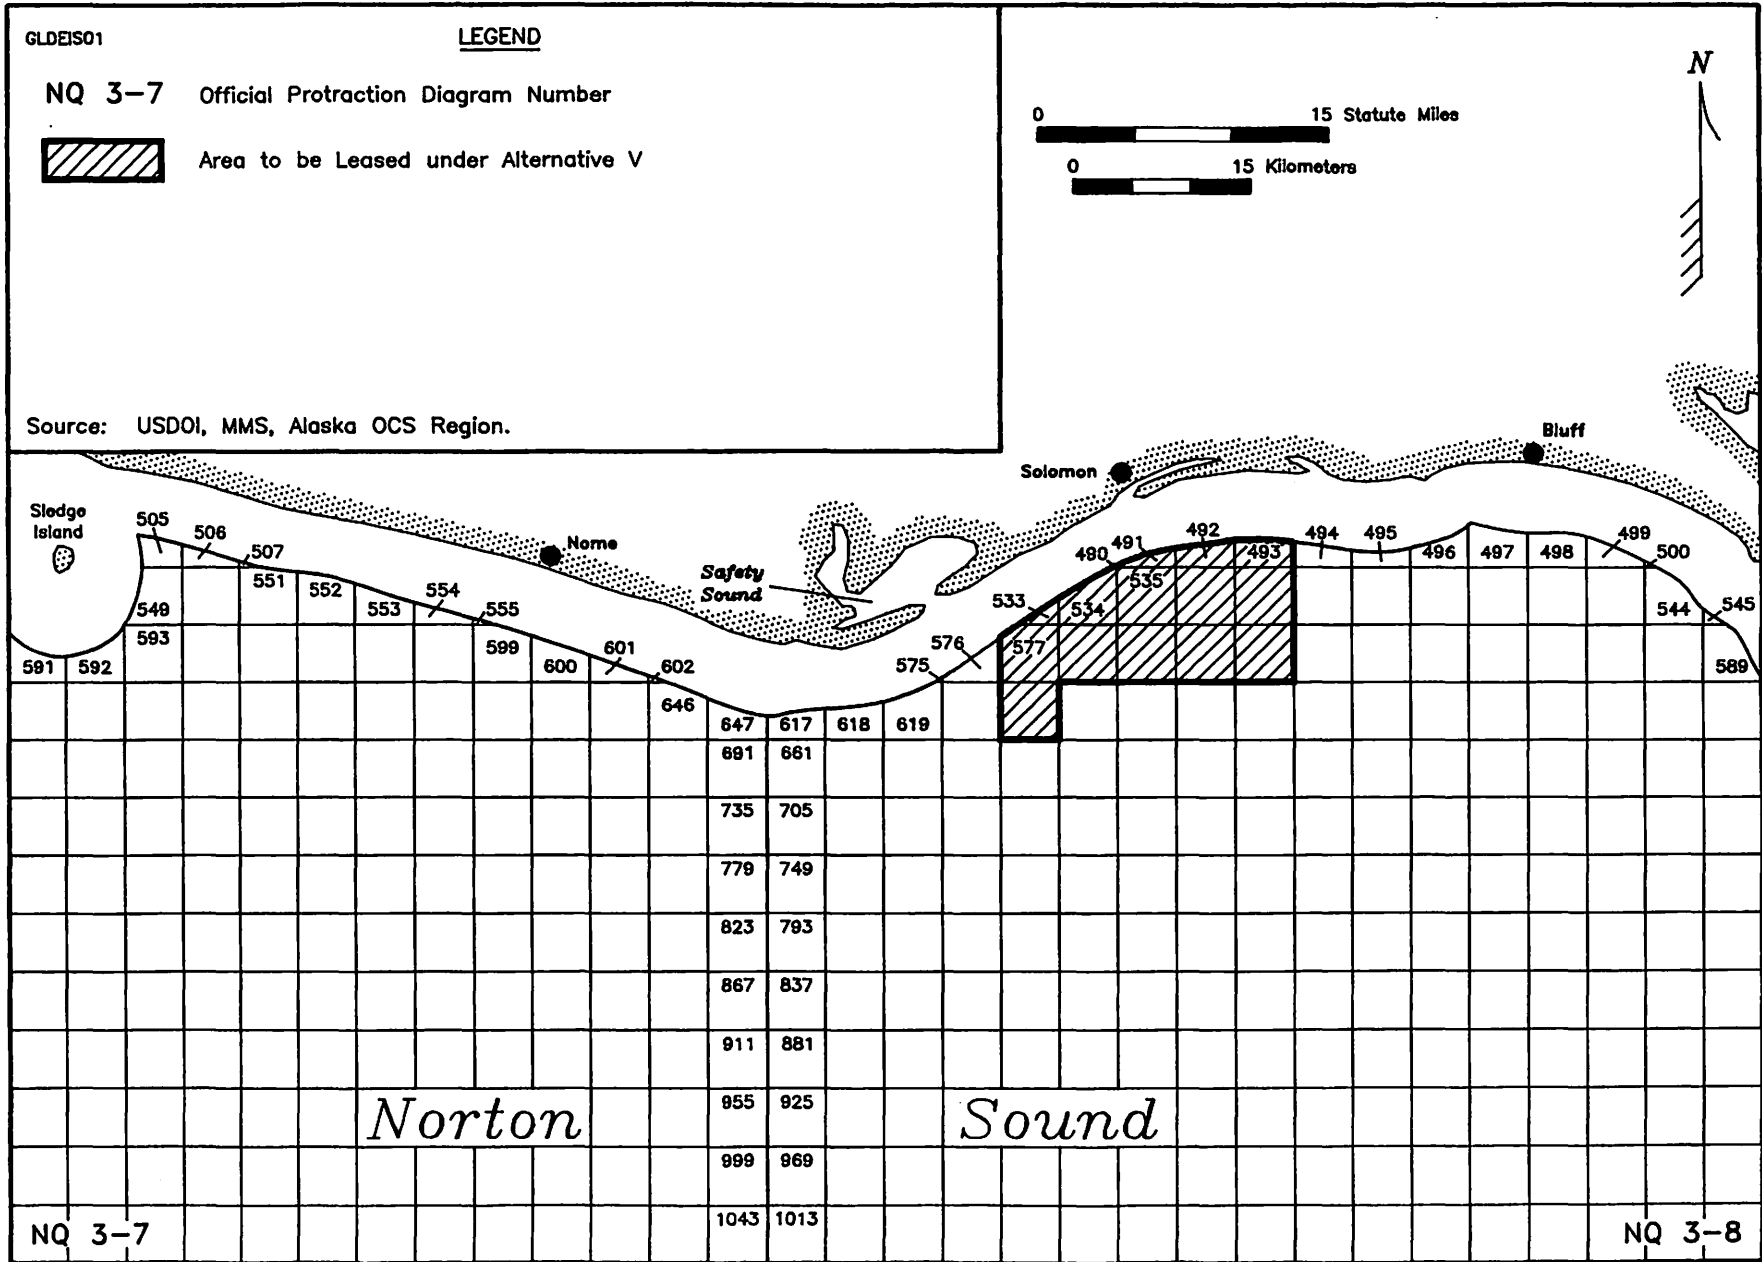 GLDEIS01
LEGEND
NQ 3-7 Official Protraction Diagram Number
Area to be Leased under Alternative V
Source: USDOI, MMS, Alaska OCS Region.
N
0 15 Statute Miles
0 15 Kilometers
Bluff
Solomon
Sledge
Island
Nome
Safety
Sound
505 506 507
551 552 553 554 555
549
593
591 592
599 600 601 602
646
647 617 618 619
575 576
577
533 534 535
490 491 492 493 494 495 496 497 498 499 500
544 545
589
691 661
735 705
779 749
823 793
867 837
911 881
955 925
Norton Sound
999 969
1043 1013
NQ 3-7
NQ 3-8